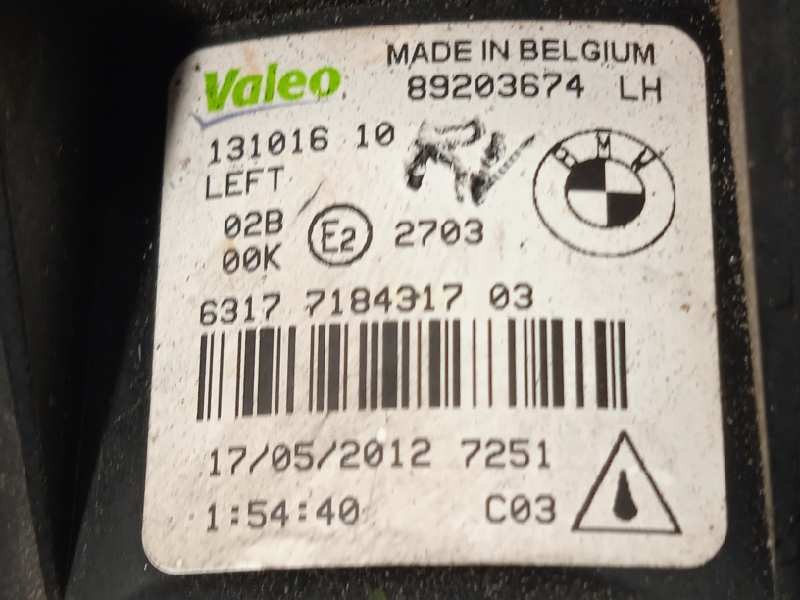 Valeo MADE IN BELGIUM
89203674 LH
131016 10
LEFT
BMW
02B
00K E2 2703
6317 7184317 03
17/05/2012 7251
1:54:40 C03